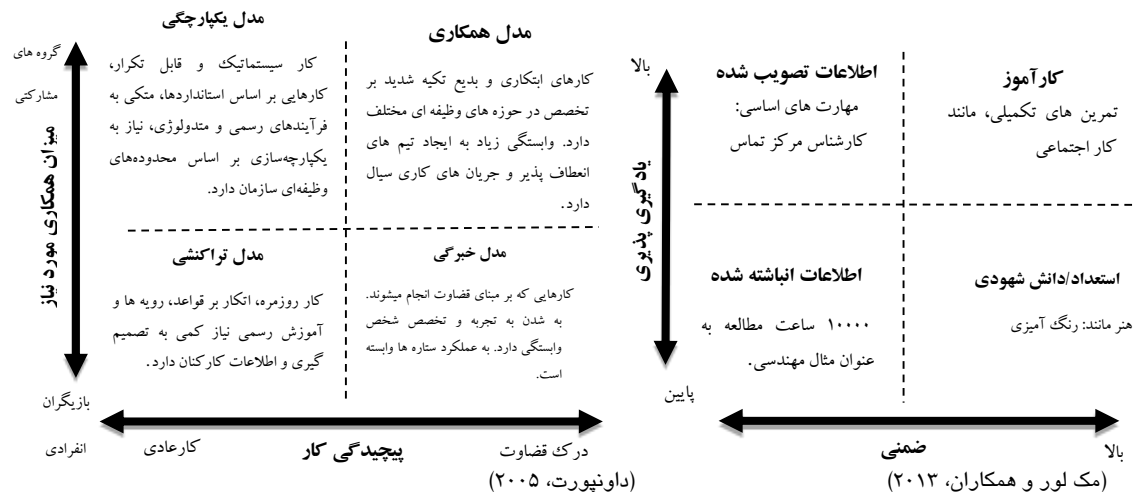 مدل یکپارچگی
کار سیستماتیک و قابل تکرار،
کارهایی بر اساس استانداردها، متکی به
فرآیندهای رسمی و متدولوژی، نیاز به
یکپارچه‌سازی بر اساس محدوده‌های
وظیفه‌ای سازمان دارد.
مدل همکاری
کارهای ابتکاری و بدیع تکیه شدید بر
تخصص در حوزه های وظیفه ای مختلف
دارد. وابستگی زیاد به ایجاد تیم های
انعطاف پذیر و جریان های کاری سیال
دارد.
مدل تراکنشی
کار روزمره، اتکار بر قواعد، رویه ها و
آموزش رسمی نیاز کمی به تصمیم
گیری و اطلاعات کارکنان دارد.
مدل خبرگی
کارهایی که بر مبنای قضاوت انجام میشوند.
به شدن به تجربه و تخصص شخص
وابستگی دارد. به عملکرد ستاره ها وابسته
است.
گروه های
مشارکتی
میزان همکاری مورد نیاز
بازیگران
انفرادی
کارعادی
پیچیدگی کار
درک قضاوت
(داونپورت، ۲۰۰۵)
بالا
یادگیری پذیری
پایین
اطلاعات تصویب شده
مهارت های اساسی:
کارشناس مرکز تماس
کارآموز
تمرین های تکمیلی، مانند
کار اجتماعی
اطلاعات انباشته شده
۱۰۰۰۰ ساعت مطالعه به
عنوان مثال مهندسی.
استعداد/دانش شهودی
هنر مانند: رنگ آمیزی
ضمنی
بالا
(مک لور و همکاران، ۲۰۱۳)